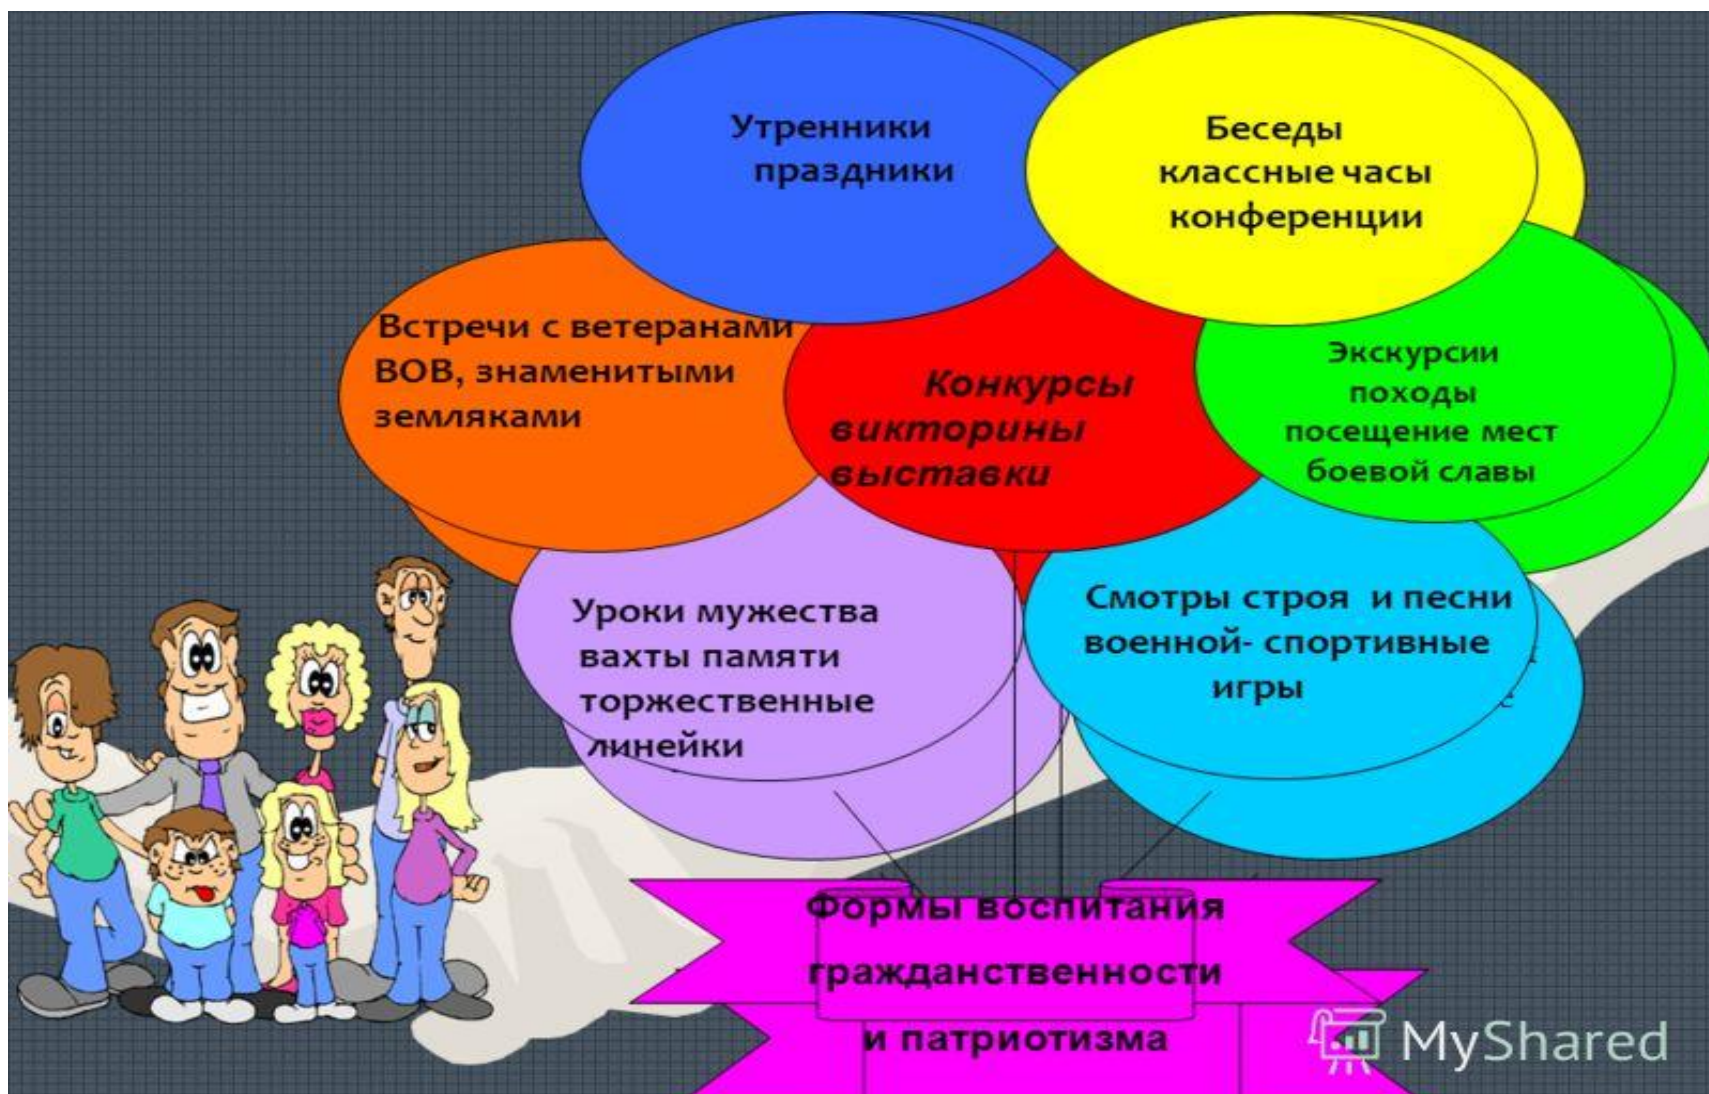 Утренники
праздники
Беседы
классные часы
конференции
Встречи с ветеранами
ВОВ, знаменитыми
земляками
Конкурсы
викторины
выставки
Экскурсии
походы
посещение мест
боевой славы
Уроки мужества
вахты памяти
торжественные
линейки
Смотры строя и песни
военной- спортивные
игры
Формы воспитания
гражданственности
и патриотизма
MyShared